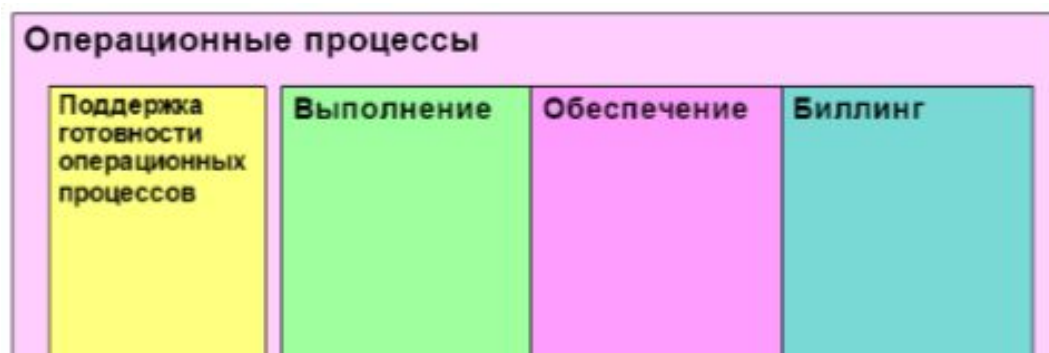 Операционные процессы
Поддержка
готовности
операционных
процессов
Выполнение
Обеспечение
Биллинг